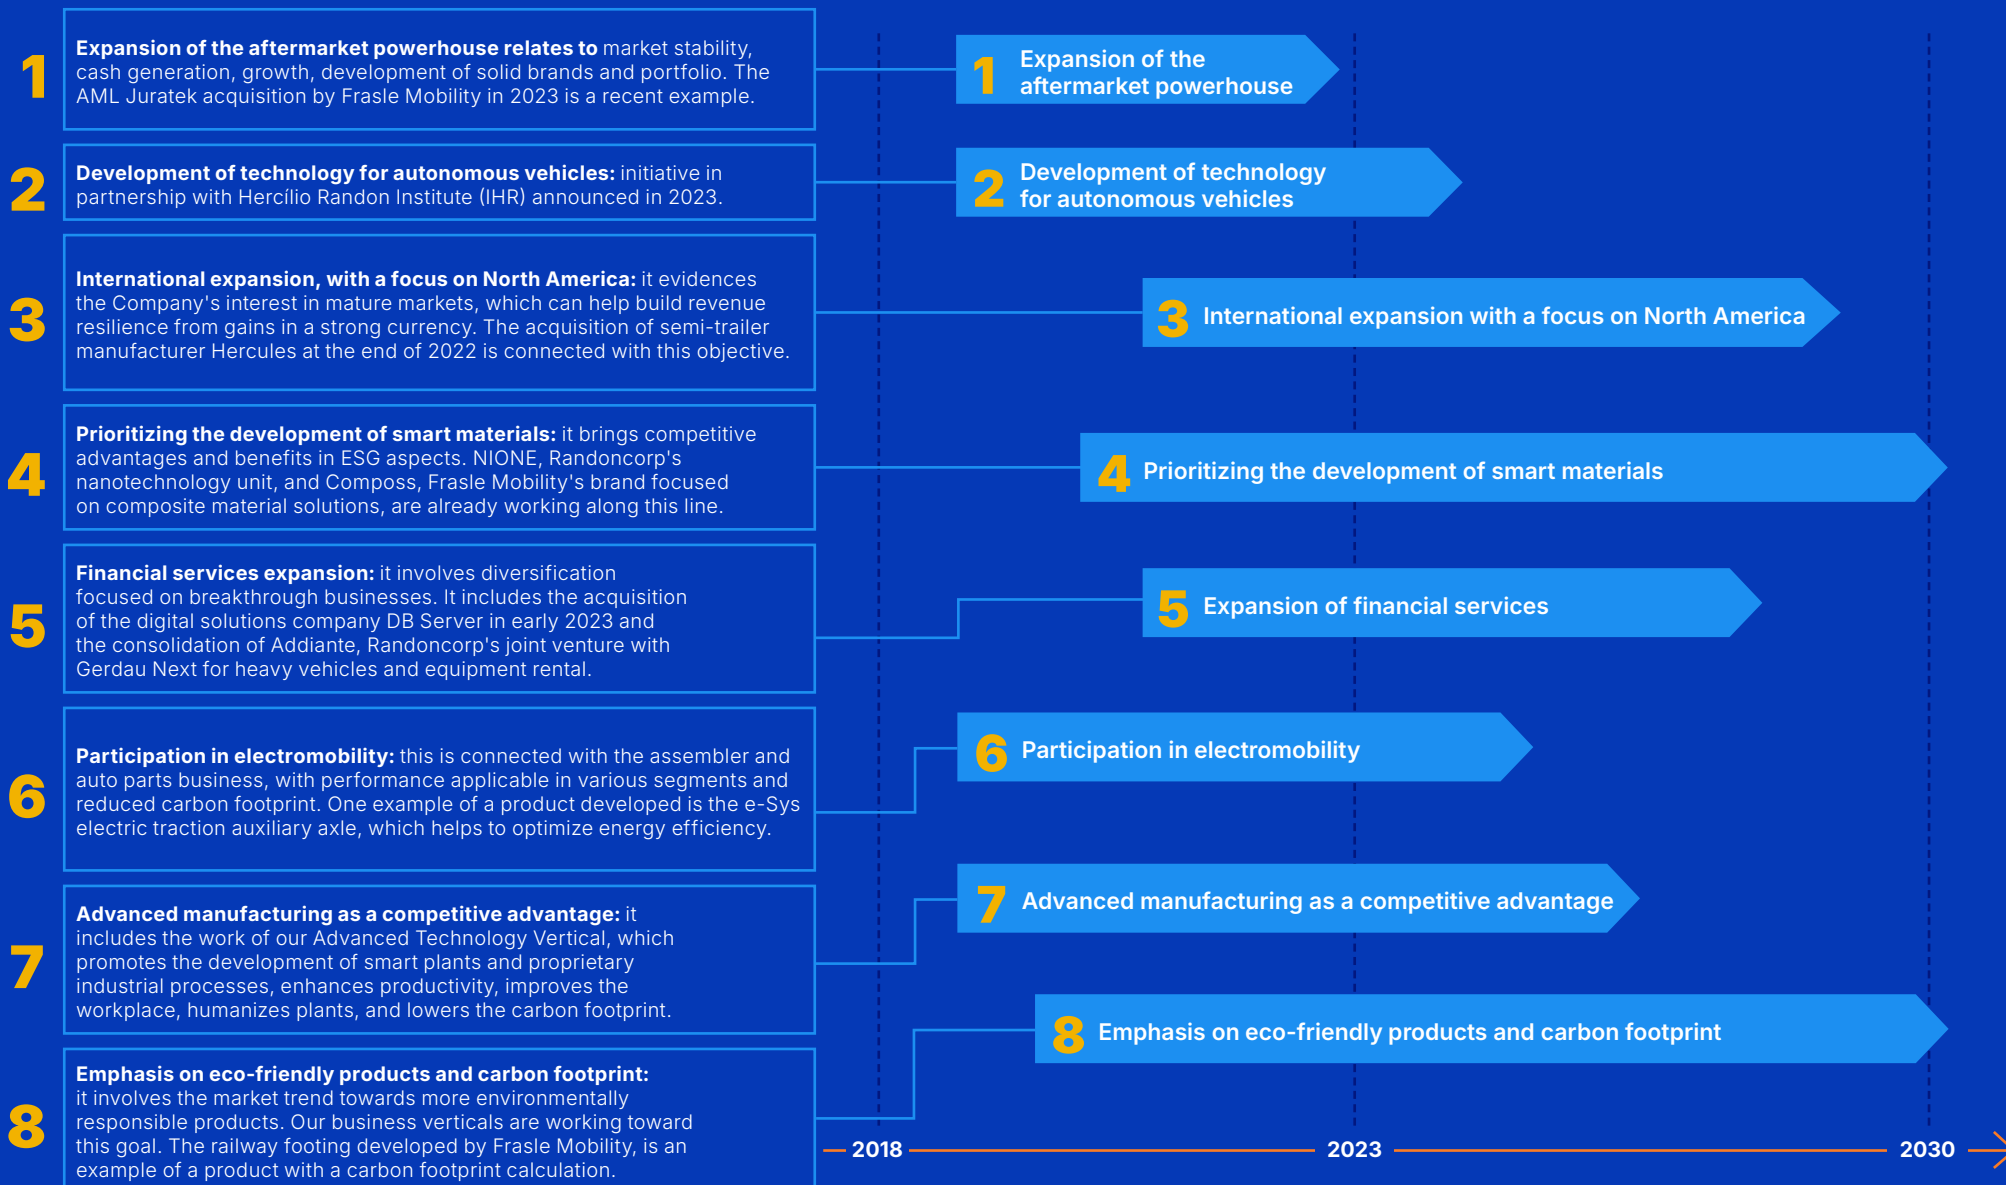 1
Expansion of the aftermarket powerhouse relates to market stability,
cash generation, growth, development of solid brands and portfolio. The
AML Juratek acquisition by Frasle Mobility in 2023 is a recent example.
2
Development of technology for autonomous vehicles: initiative in
partnership with Hercílio Randon Institute (IHR) announced in 2023.
3
International expansion, with a focus on North America: it evidences
the Company's interest in mature markets, which can help build revenue
resilience from gains in a strong currency. The acquisition of semi-trailer
manufacturer Hercules at the end of 2022 is connected with this objective.
4
Prioritizing the development of smart materials: it brings competitive
advantages and benefits in ESG aspects. NIONE, Randoncorp's
nanotechnology unit, and Composs, Frasle Mobility's brand focused
on composite material solutions, are already working along this line.
5
Financial services expansion: it involves diversification
focused on breakthrough businesses. It includes the acquisition
of the digital solutions company DB Server in early 2023 and
the consolidation of Addiante, Randoncorp's joint venture with
Gerdau Next for heavy vehicles and equipment rental.
6
Participation in electromobility: this is connected with the assembler and
auto parts business, with performance applicable in various segments and
reduced carbon footprint. One example of a product developed is the e-Sys
electric traction auxiliary axle, which helps to optimize energy efficiency.
7
Advanced manufacturing as a competitive advantage: it
includes the work of our Advanced Technology Vertical, which
promotes the development of smart plants and proprietary
industrial processes, enhances productivity, improves the
workplace, humanizes plants, and lowers the carbon footprint.
8
Emphasis on eco-friendly products and carbon footprint:
it involves the market trend towards more environmentally
responsible products. Our business verticals are working toward
this goal. The railway footing developed by Frasle Mobility, is an
example of a product with a carbon footprint calculation.
1
Expansion of the
aftermarket powerhouse
2
Development of technology
for autonomous vehicles
3 International expansion with a focus on North America
4 Prioritizing the development of smart materials
5 Expansion of financial services
6 Participation in electromobility
7 Advanced manufacturing as a competitive advantage
8 Emphasis on eco-friendly products and carbon footprint
2018 2023 2030